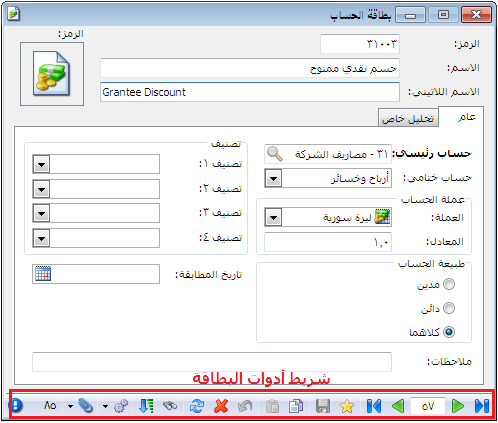 بطاقة الحساب
الرمز: ٣١٠٠٣
الرمز:
الاسم: حسم نقدي ممنوح
الاسم اللاتيني: Grantee Discount
عام تحليل خاص
حساب رئيسي: ٣١ - مصاريف الشركة
حساب ختامي: أرباح وخسائر
عملة الحساب
العملة: ليرة سورية
المعادل: ١,٠
طبيعة الحساب
مدين
دائن
كلاهما
تصنيف
تصنيف ١:
تصنيف ٢:
تصنيف ٣:
تصنيف ٤:
تاريخ المطابقة:
ملاحظات:
شريط أدوات البطاقة
٥٧ ٨٥